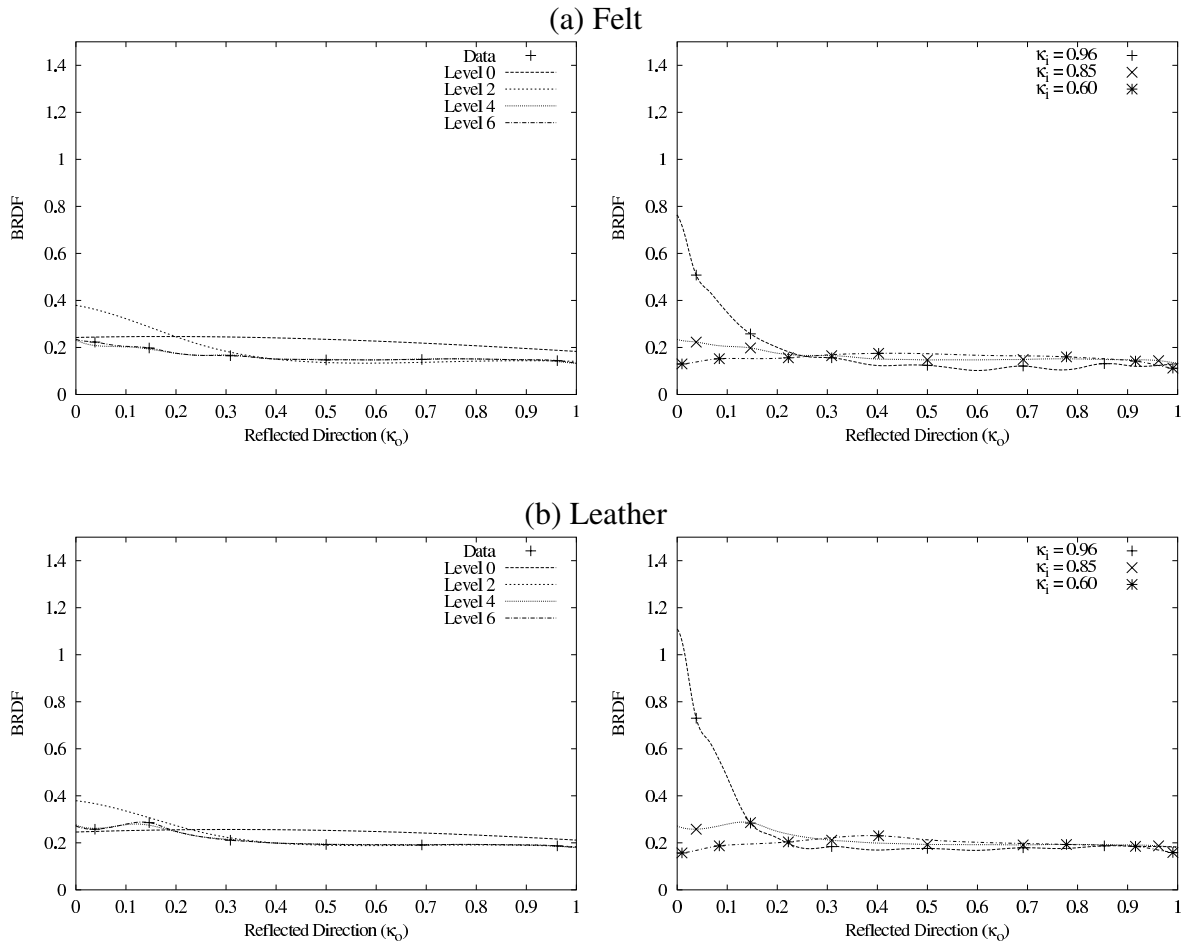 (a) Felt
1.4
1.2
1
0.8
0.6
0.4
0.2
0
BRDF
Data
Level 0
Level 2
Level 4
Level 6
0 0.1 0.2 0.3 0.4 0.5 0.6 0.7 0.8 0.9 1
Reflected Direction (κo)
1.4
1.2
1
0.8
0.6
0.4
0.2
0
BRDF
κi = 0.96
κi = 0.85
κi = 0.60
0 0.1 0.2 0.3 0.4 0.5 0.6 0.7 0.8 0.9 1
Reflected Direction (κo)
(b) Leather
1.4
1.2
1
0.8
0.6
0.4
0.2
0
BRDF
Data
Level 0
Level 2
Level 4
Level 6
0 0.1 0.2 0.3 0.4 0.5 0.6 0.7 0.8 0.9 1
Reflected Direction (κo)
1.4
1.2
1
0.8
0.6
0.4
0.2
0
BRDF
κi = 0.96
κi = 0.85
κi = 0.60
0 0.1 0.2 0.3 0.4 0.5 0.6 0.7 0.8 0.9 1
Reflected Direction (κo)